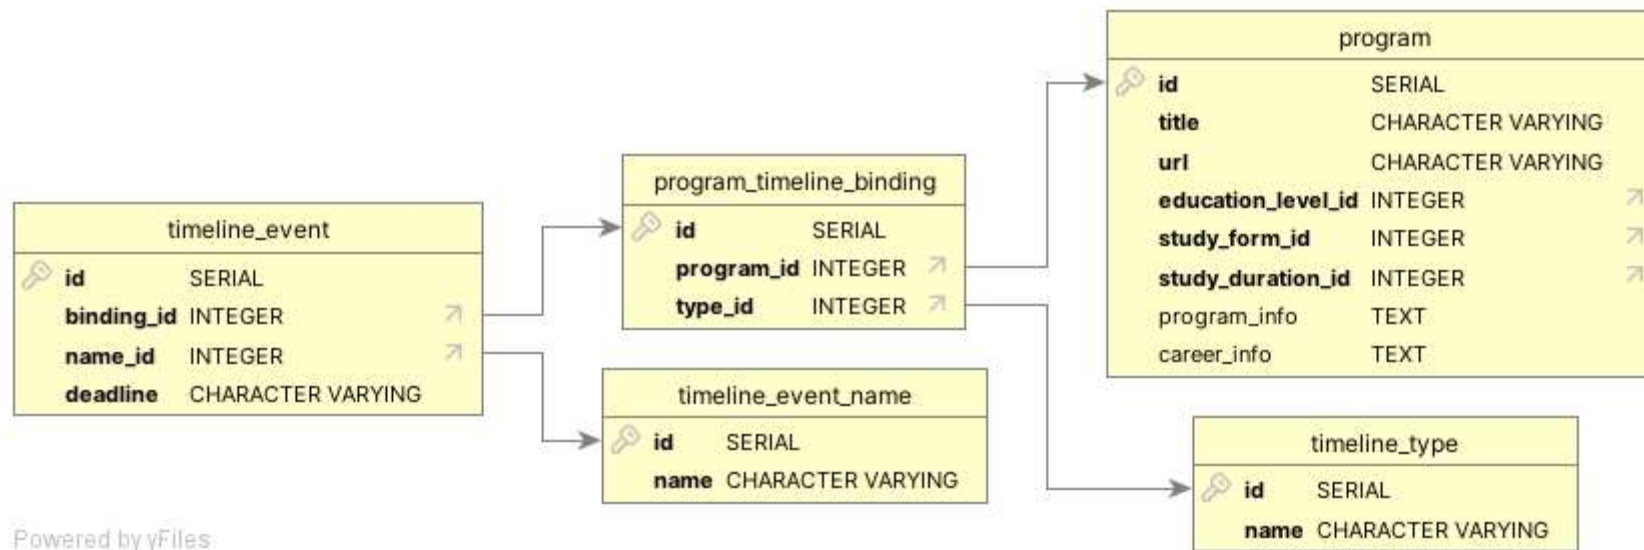 timeline_event
id SERIAL
binding_id INTEGER
name_id INTEGER
deadline CHARACTER VARYING
program_timeline_binding
id SERIAL
program_id INTEGER
type_id INTEGER
timeline_event_name
id SERIAL
name CHARACTER VARYING
program
id SERIAL
title CHARACTER VARYING
url CHARACTER VARYING
education_level_id INTEGER
study_form_id INTEGER
study_duration_id INTEGER
program_info TEXT
career_info TEXT
timeline_type
id SERIAL
name CHARACTER VARYING
Powered by yFiles